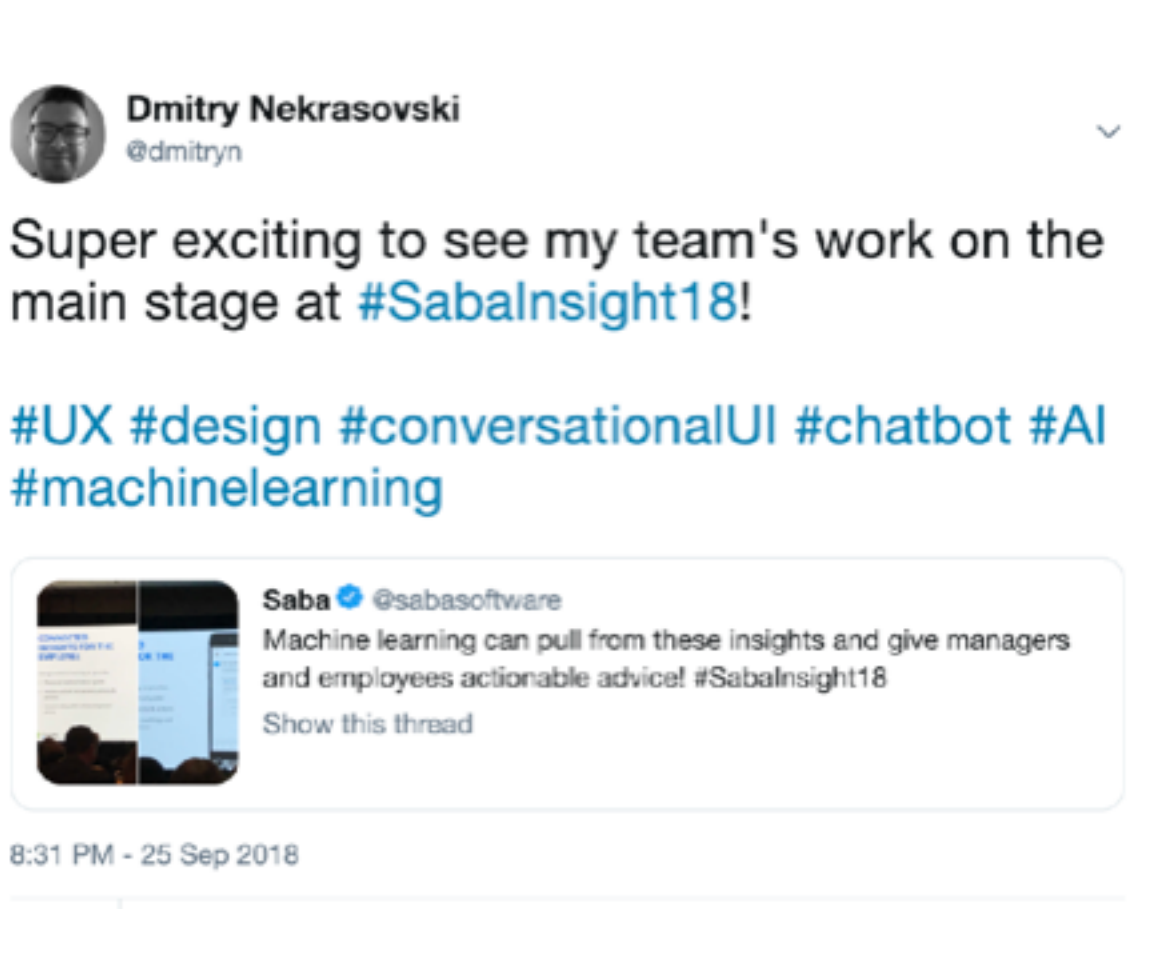 Dmitry Nekrasovski
@dmitryn
Super exciting to see my team's work on the
main stage at #SabaInsight18!
#UX #design #conversationalUI #chatbot #AI
#machinelearning
Saba @sabasoftware
Machine learning can pull from these insights and give managers
and employees actionable advice! #SabaInsight18
Show this thread
8:31 PM - 25 Sep 2018